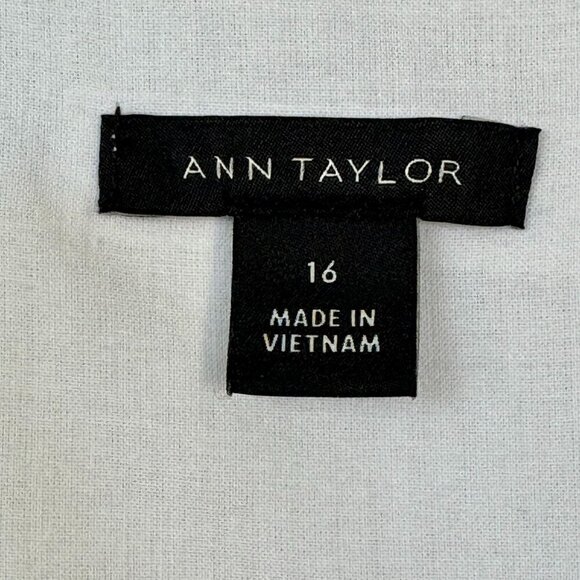 ANN TAYLOR
16
MADE IN
VIETNAM